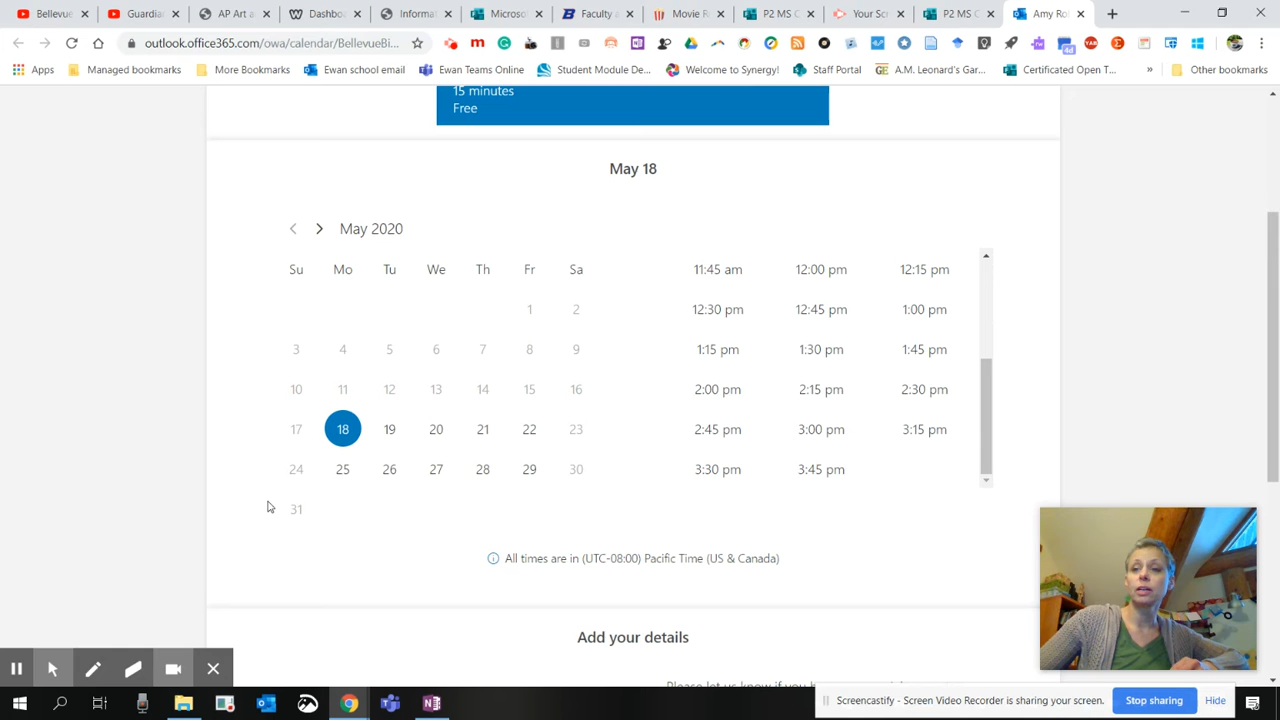 Bellevue
Guardian
AP Art a
Dashboa
Informat
Microsof
Faculty a
Movie Re
P2 MS C
Your Scr
P2 MS C
Amy Rol
outlook.office365.com/owa/calendar/BellevueBi...
Apps
Managed bookmarks
More Bookmarks
Ewan school email
Ewan Teams Online
Student Module De...
Welcome to Synergy!
Staff Portal
A.M. Leonard's Gar...
Certificated Open T...
Other bookmarks
15 minutes
Free
May 18
May 2020
Su Mo Tu We Th Fr Sa
1 2
3 4 5 6 7 8 9
10 11 12 13 14 15 16
17 18 19 20 21 22 23
24 25 26 27 28 29 30
31
11:45 am 12:00 pm 12:15 pm
12:30 pm 12:45 pm 1:00 pm
1:15 pm 1:30 pm 1:45 pm
2:00 pm 2:15 pm 2:30 pm
2:45 pm 3:00 pm 3:15 pm
3:30 pm 3:45 pm
All times are in (UTC-08:00) Pacific Time (US & Canada)
Add your details
Screencastify - Screen Video Recorder is sharing your screen.
Stop sharing
Hide